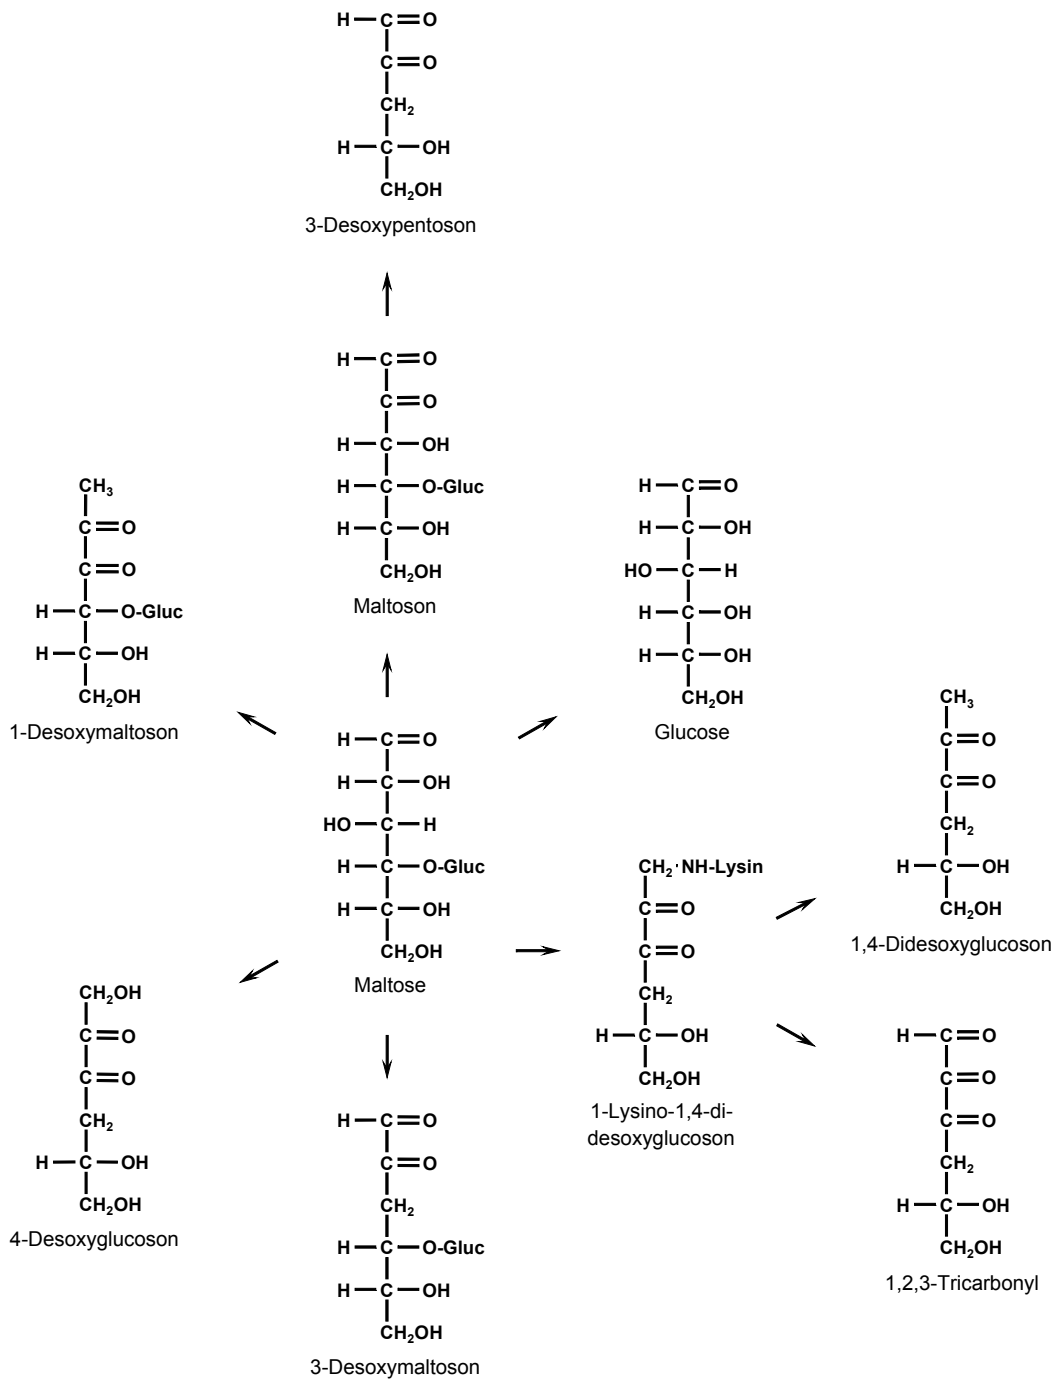 H C O
C O
CH₂
H C OH
CH₂OH
3-Desoxypentoson
H C O
C O
H C OH
H C O-Gluc
H C OH
CH₂OH
Maltoson
CH₃
C O
C O
H C O-Gluc
H C OH
CH₂OH
1-Desoxymaltoson
H C O
H C OH
HO C H
H C OH
H C OH
CH₂OH
Glucose
H C O
H C OH
HO C H
H C O-Gluc
H C OH
CH₂OH
Maltose
CH₃
C O
C O
CH₂
H C OH
CH₂OH
1,4-Didesoxyglucoson
CH₂ NH-Lysin
C O
C O
CH₂
H C OH
CH₂OH
1-Lysino-1,4-di-
desoxyglucoson
CH₂OH
C O
C O
CH₂
H C OH
CH₂OH
4-Desoxyglucoson
H C O
C O
CH₂
H C O-Gluc
H C OH
CH₂OH
3-Desoxymaltoson
H C O
C O
C O
CH₂
H C OH
CH₂OH
1,2,3-Tricarbonyl